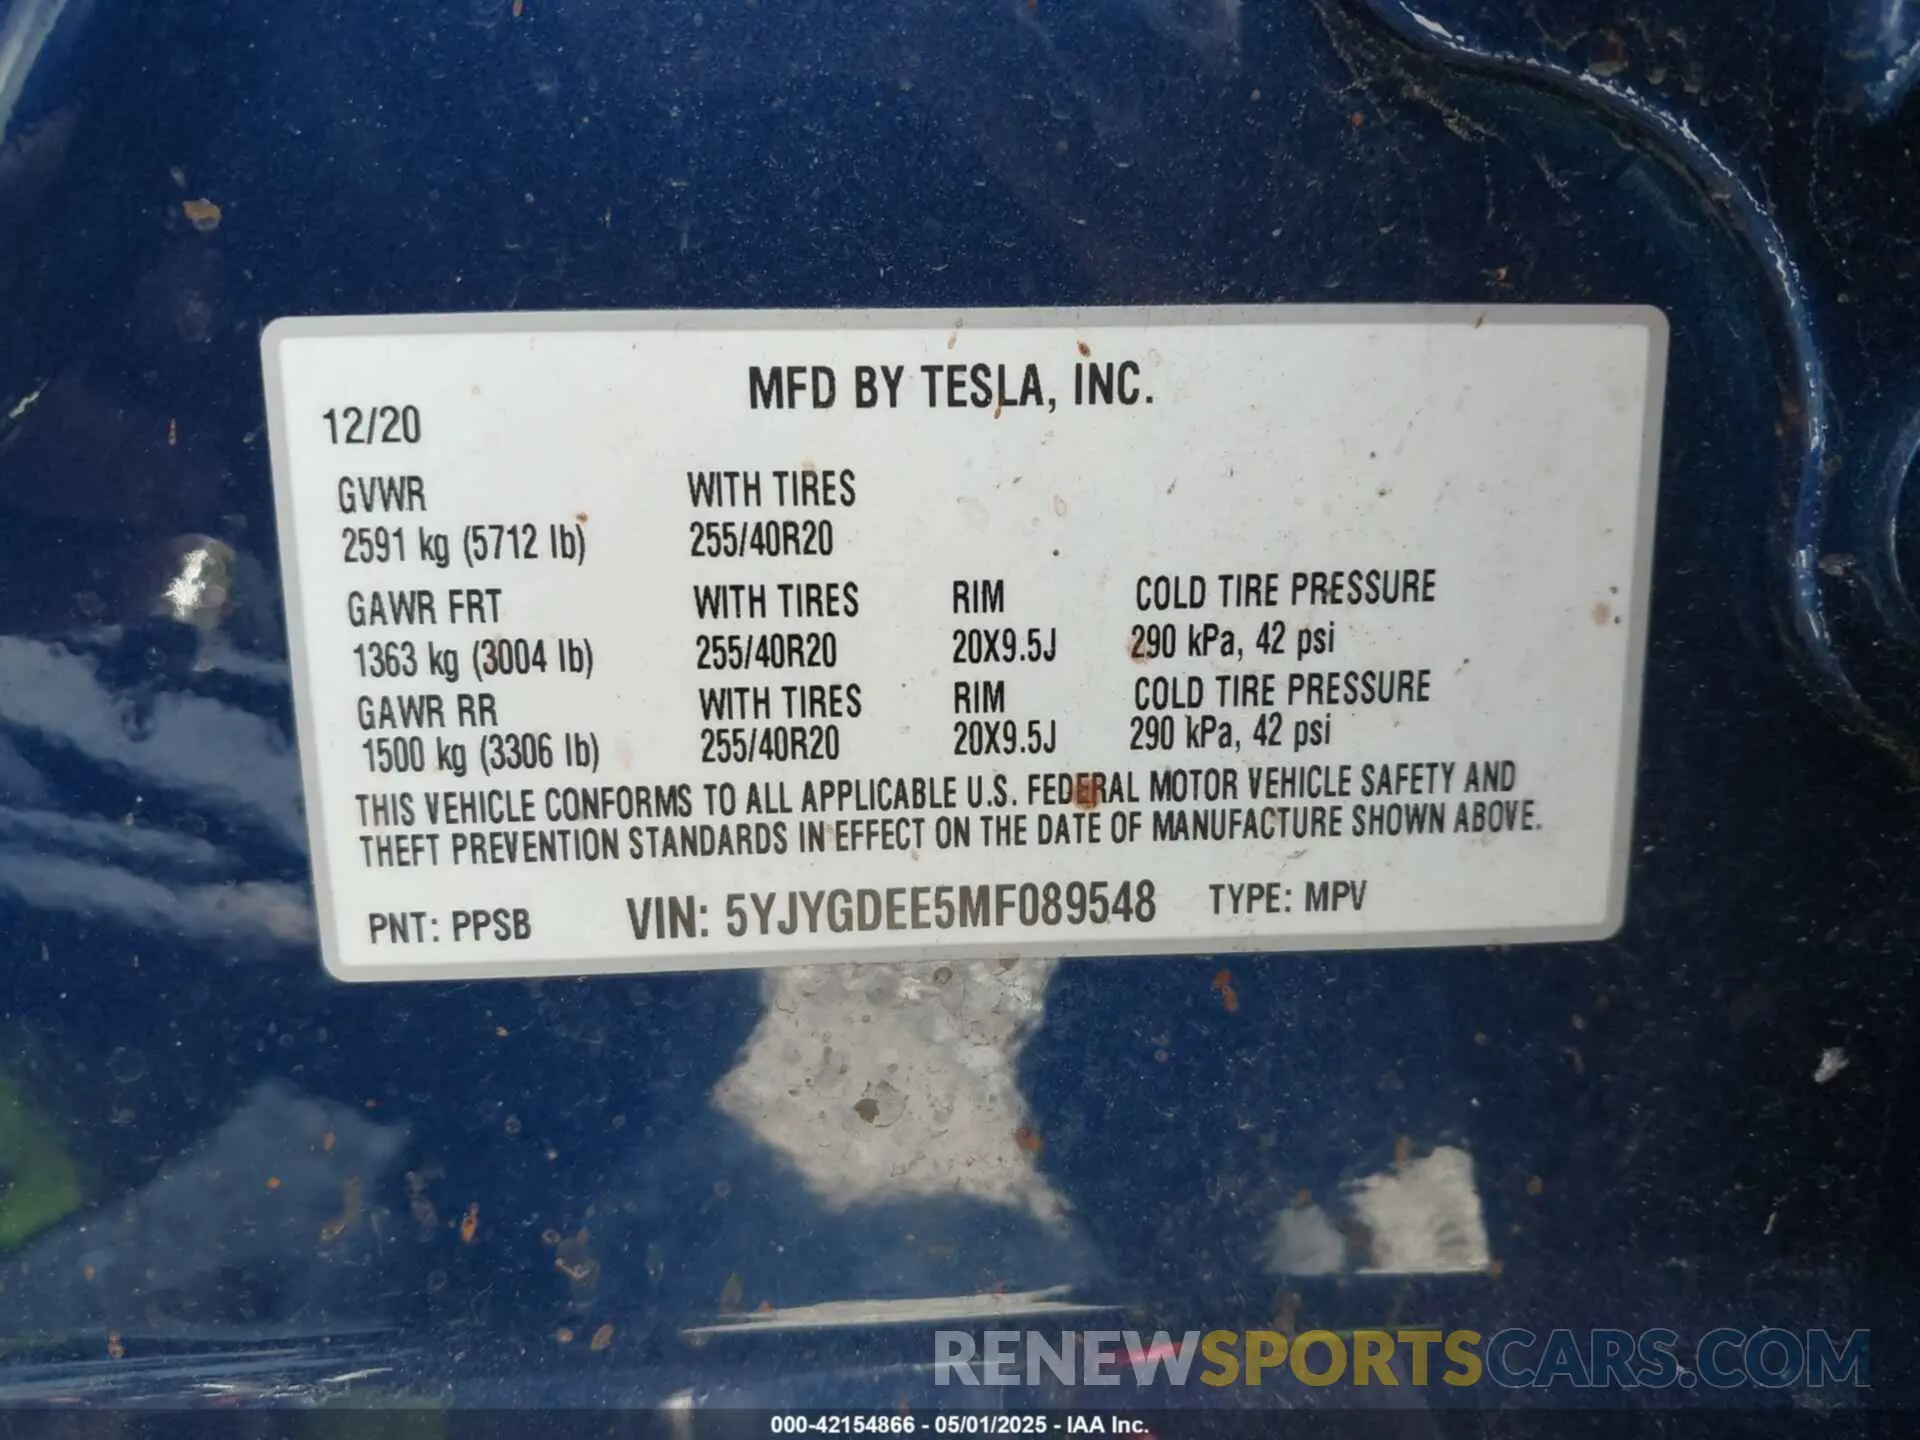 MFD BY TESLA, INC.
12/20
GVWR WITH TIRES
2591 kg (5712 lb) 255/40R20
GAWR FRT WITH TIRES RIM COLD TIRE PRESSURE
1363 kg (3004 lb) 255/40R20 20X9.5J 290 kPa, 42 psi
GAWR RR WITH TIRES RIM COLD TIRE PRESSURE
1500 kg (3306 lb) 255/40R20 20X9.5J 290 kPa, 42 psi
THIS VEHICLE CONFORMS TO ALL APPLICABLE U.S. FEDERAL MOTOR VEHICLE SAFETY AND
THEFT PREVENTION STANDARDS IN EFFECT ON THE DATE OF MANUFACTURE SHOWN ABOVE.
PNT: PPSB VIN: 5YJYGDEE5MF089548 TYPE: MPV
RENEWSPORTSCARS.COM
000-42154866 - 05/01/2025 - IAA Inc.